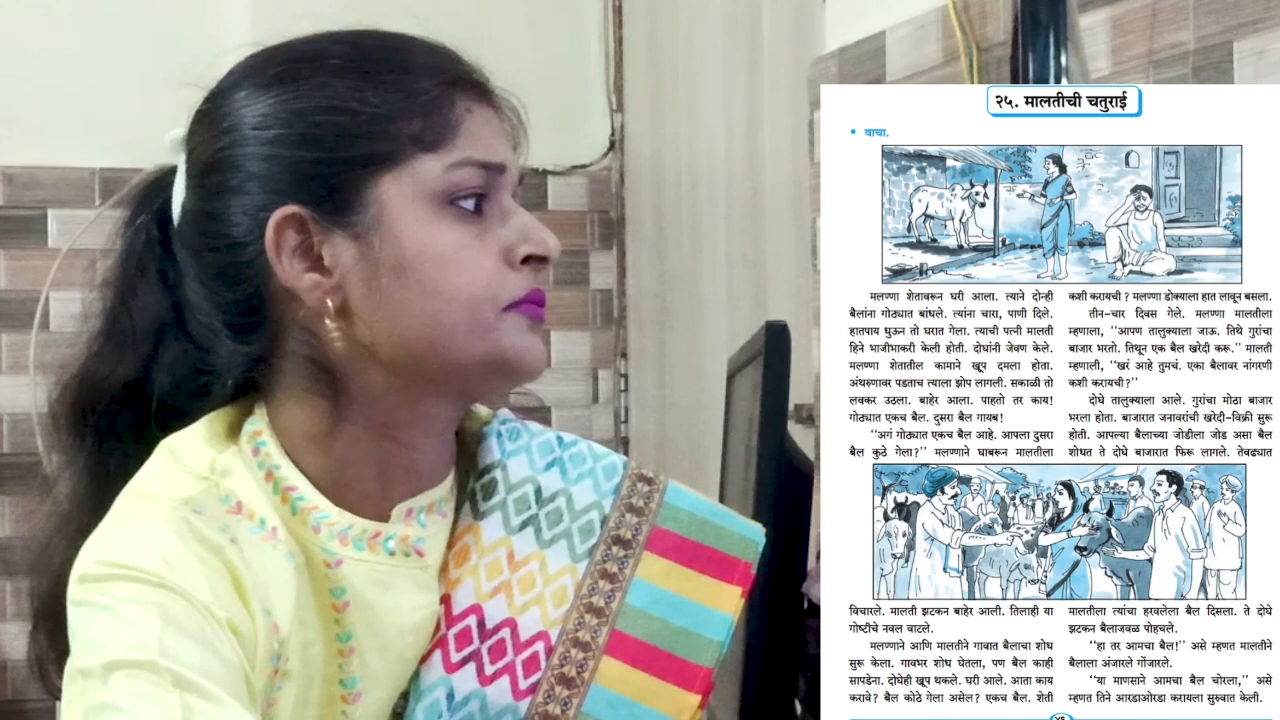 २५. मालतीची चतुराई
• वाचा.
मलण्णा शेतावरून घरी आला. त्याने दोन्ही
बैलांना गोठ्यात बांधले. त्यांना चारा, पाणी दिले.
हातपाय धुऊन तो घरात गेला. त्याची पत्नी मालती
हिने भाजीभाकरी केली होती. दोघांनी जेवण केले.
मलण्णा शेतातील कामाने खूप दमला होता.
अंथरुणावर पडताच त्याला झोप लागली. सकाळी तो
लवकर उठला. बाहेर आला. पाहतो तर काय!
गोठ्यात एकच बैल. दुसरा बैल गायब!
“अगं गोठ्यात एकच बैल आहे. आपला दुसरा
बैल कुठे गेला?” मलण्णाने घाबरून मालतीला
विचारले. मालती झटकन बाहेर आली. तिलाही या
गोष्टीचे नवल वाटले.
मलण्णाने आणि मालतीने गावात बैलाचा शोध
सुरू केला. गावभर शोध घेतला, पण बैल काही
सापडेना. दोघेही खूप थकले. घरी आले. आता काय
करावे? बैल कोठे गेला असेल? एकच बैल. शेती
कशी करायची ? मलण्णा डोक्याला हात लावून बसला.
तीन-चार दिवस गेले. मलण्णा मालतीला
म्हणाला, “आपण तालुक्याला जाऊ. तिथे गुरांचा
बाजार भरतो. तिथून एक बैल खरेदी करू.” मालती
म्हणाली, “खरं आहे तुमचं. एका बैलावर नांगरणी
कशी करायची?”
दोघे तालुक्याला आले. गुरांचा मोठा बाजार
भरला होता. बाजारात जनावरांची खरेदी-विक्री सुरू
होती. आपल्या बैलाच्या जोडीला जोड असा बैल
शोधत ते दोघे बाजारात फिरू लागले. तेवढ्यात
मालतीला त्यांचा हरवलेला बैल दिसला. ते दोघे
झटकन बैलाजवळ पोहचले.
“हा तर आमचा बैल!” असे म्हणत मालतीने
बैलाला अंजारले गोंजारले.
“या माणसाने आमचा बैल चोरला,” असे
म्हणत तिने आरडाओरडा करायला सुरुवात केली.